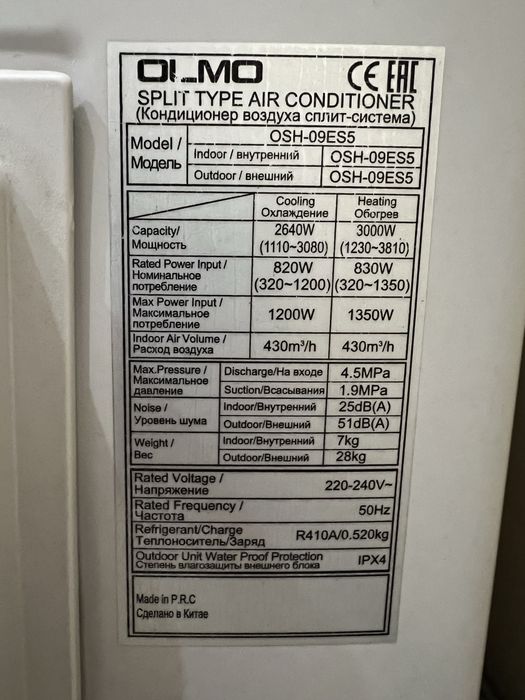 OLMO CE EAC
SPLIT TYPE AIR CONDITIONER
(Кондиционер воздуха сплит-система)
Model / Модель OSH-09ES5
Indoor / внутренний OSH-09ES5
Outdoor / внешний OSH-09ES5
Cooling Охлаждение Heating Обогрев
Capacity/ Мощность 2640W (1110~3080) 3000W (1230~3810)
Rated Power Input / Номинальное потребление 820W (320~1200) 830W (320~1350)
Max Power Input / Максимальное потребление 1200W 1350W
Indoor Air Volume / Расход воздуха 430m³/h 430m³/h
Max.Pressure / Максимальное давление Discharge/На входе 4.5MPa
Suction/Всасывания 1.9MPa
Noise / Уровень шума Indoor/Внутренний 25dB(A)
Outdoor/Внешний 51dB(A)
Weight / Вес Indoor/Внутренний 7kg
Outdoor/Внешний 28kg
Rated Voltage / Напряжение 220-240V~
Rated Frequency / Частота 50Hz
Refrigerant/Charge Теплоноситель/Заряд R410A/0.520kg
Outdoor Unit Water Proof Protection Степень влагозащиты внешнего блока IPX4
Made in P.R.C
Сделано в Китае